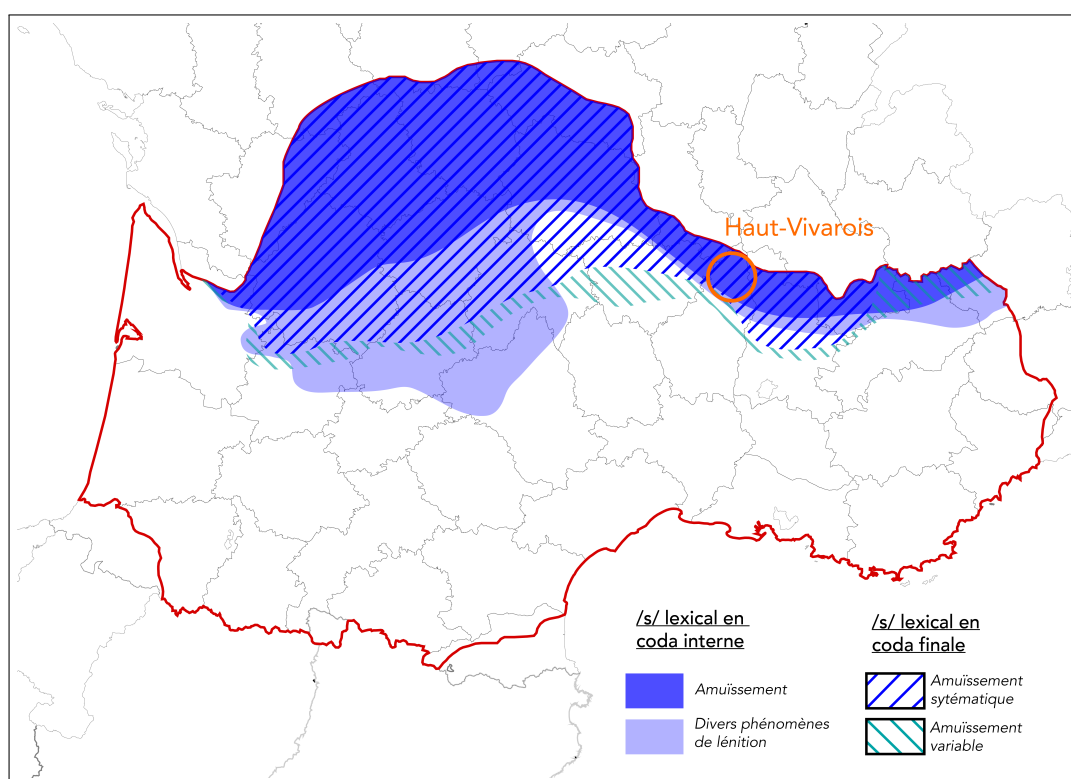 Haut-Vivarois
/s/ lexical en
coda interne
Amuïssement
Divers phénomènes
de lénition
/s/ lexical en
coda finale
Amuïssement
sytématique
Amuïssement
variable